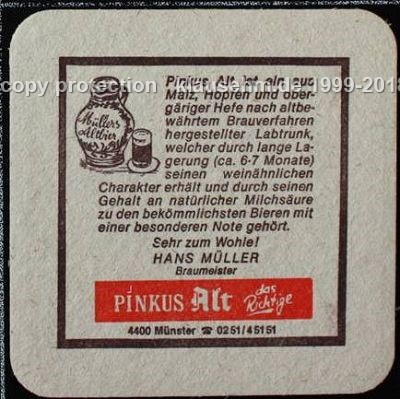 copy protection klausehm.de 1999-2018
Pinkus Alt ist ein aus
Malz, Hopfen und ober-
gäriger Hefe nach altbe-
währtem Brauverfahren
hergestellter Labtrunk,
welcher durch lange La-
gerung (ca. 6-7 Monate)
seinen weinähnlichen
Charakter erhält und durch seinen
Gehalt an natürlicher Milchsäure
zu den bekömmlichsten Bieren mit
einer besonderen Note gehört.
Sehr zum Wohle!
HANS MÜLLER
Braumeister
Müllers
Altbier
PINKUS Alt das
Richtige
4400 Münster ☎ 0251/45151